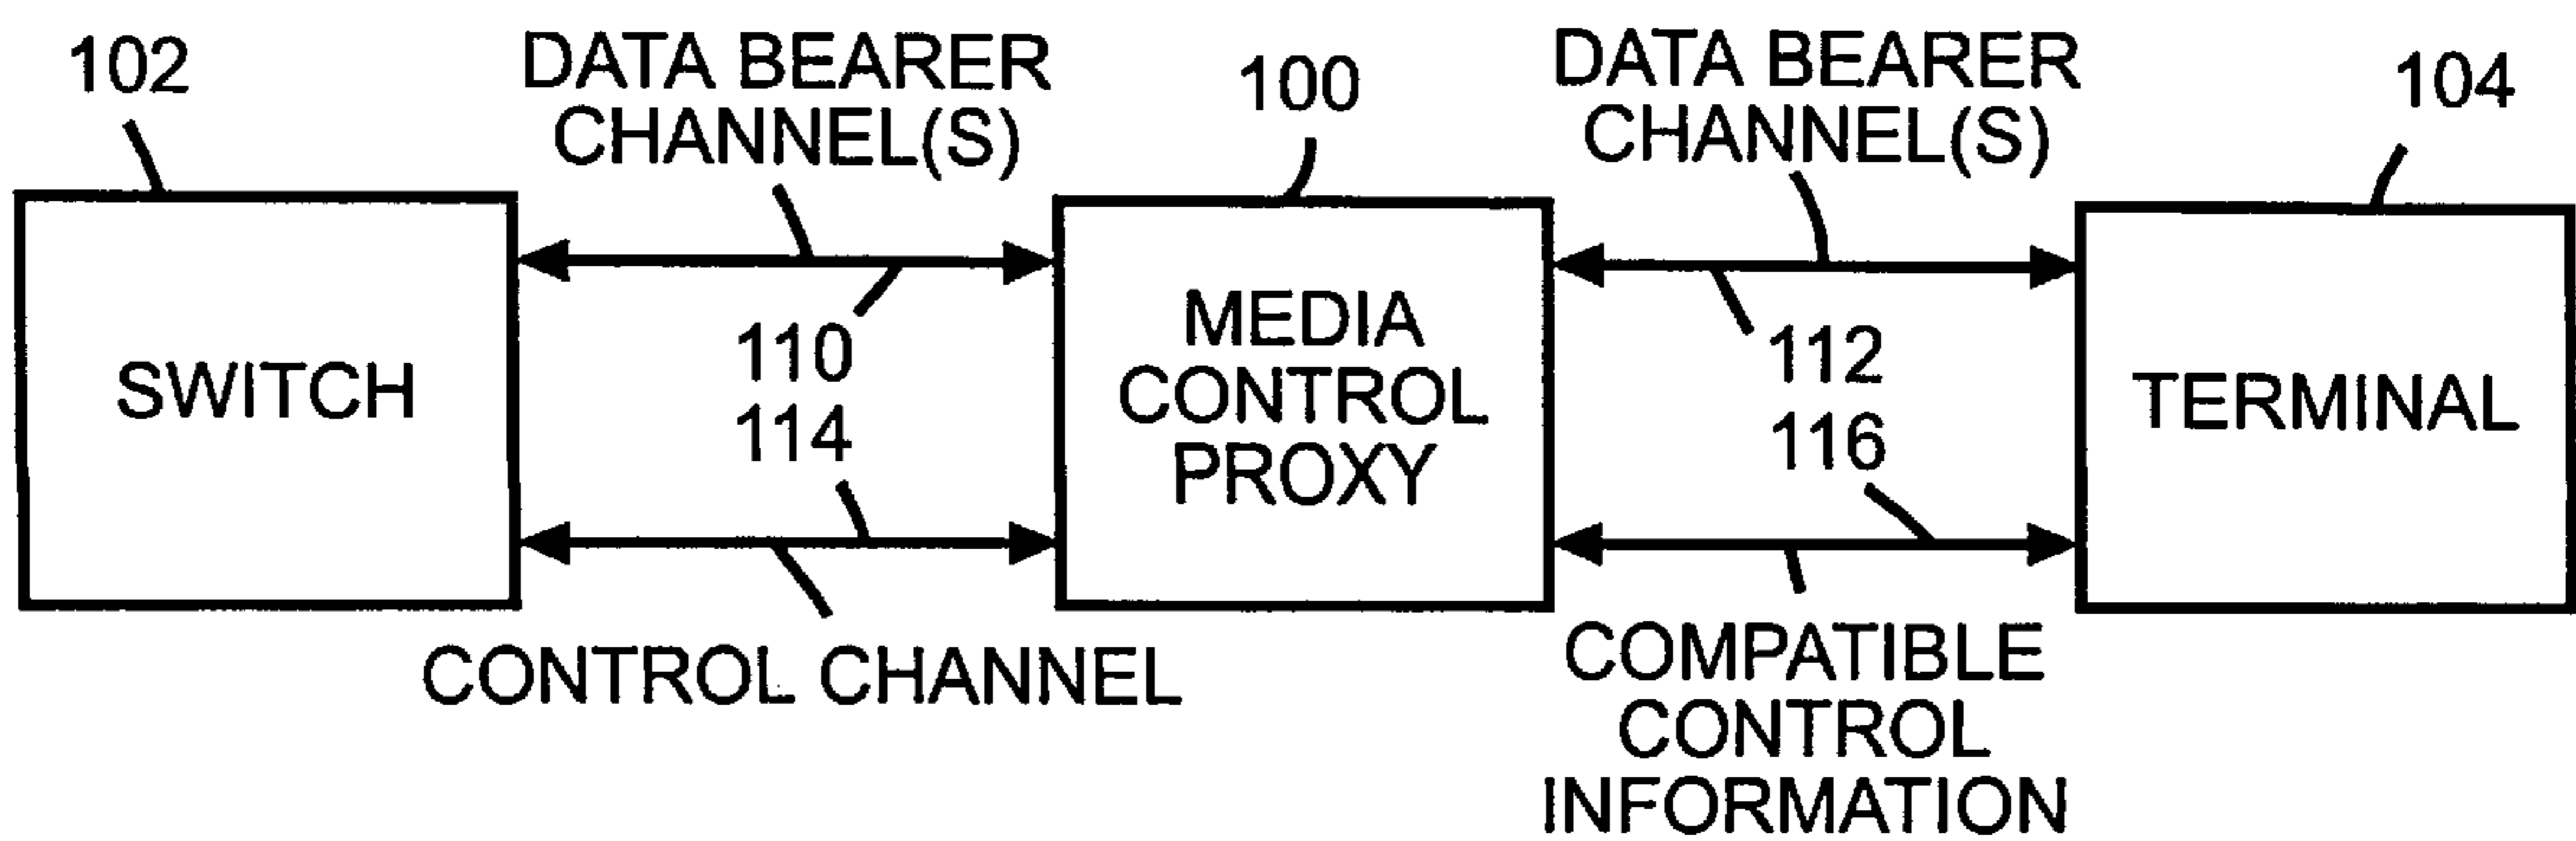 102
DATA BEARER
CHANNEL(S)
100
DATA BEARER
CHANNEL(S)
104
SWITCH
110
114
MEDIA
CONTROL
PROXY
112
116
TERMINAL
CONTROL CHANNEL
COMPATIBLE
CONTROL
INFORMATION